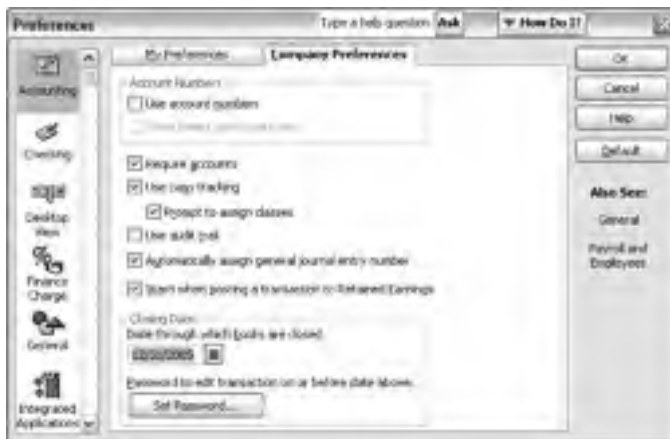 Preferences
Type a help question Ask
How Do I?
My Preferences
Company Preferences
Accounting
Checking
Desktop View
Finance Charge
General
Integrated Applications
Account Numbers
Use account numbers
Require accounts
Use class tracking
Prompt to assign classes
Use audit trail
Automatically assign general journal entry number
when posting a transaction to Retained Earnings
Closing Date
Date through which books are closed
Password to edit transaction on or before date above.
Set Password...
OK
Cancel
Help
Default
Also See:
General
Payroll and Employees